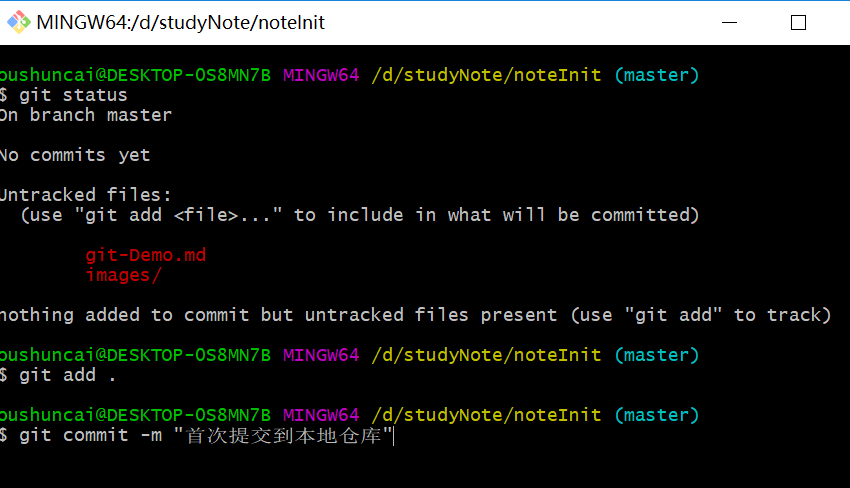 MINGW64:/d/studyNote/noteInit
oushuncai@DESKTOP-OS8MN7B MINGW64 /d/studyNote/noteInit (master)
$ git status
On branch master
No commits yet
Untracked files:
(use "git add <file>..." to include in what will be committed)
git-Demo.md
images/
nothing added to commit but untracked files present (use "git add" to track)
oushuncai@DESKTOP-OS8MN7B MINGW64 /d/studyNote/noteInit (master)
$ git add .
oushuncai@DESKTOP-OS8MN7B MINGW64 /d/studyNote/noteInit (master)
$ git commit -m "首次提交到本地仓库"